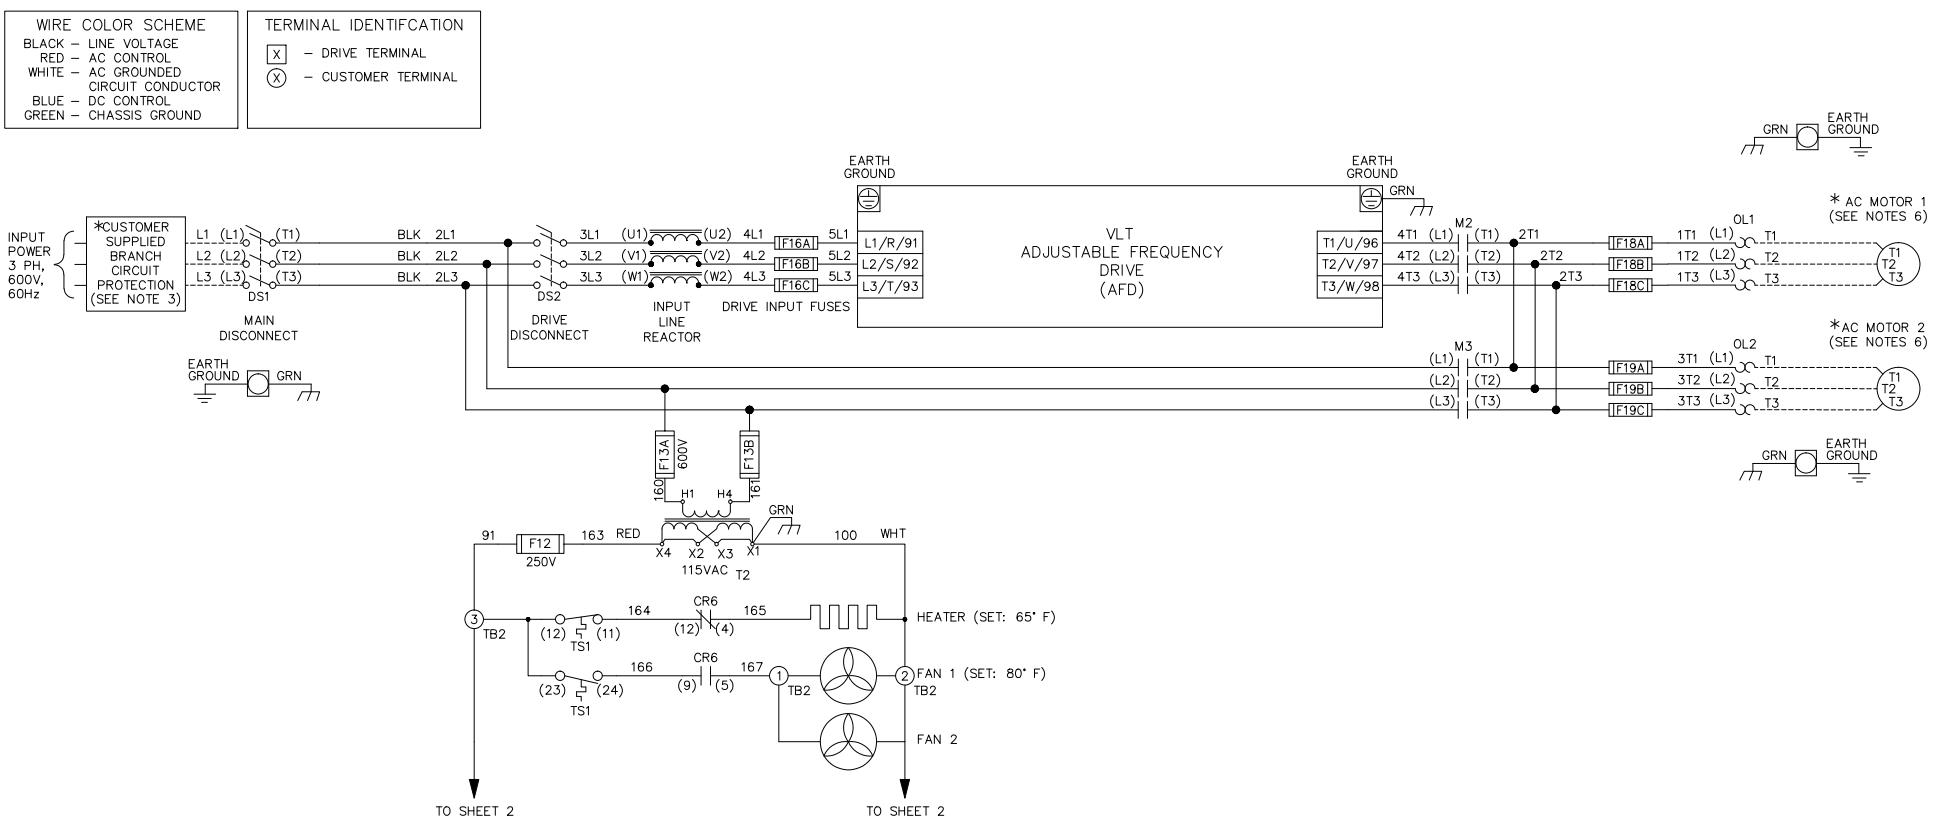 WIRE COLOR SCHEME
BLACK – LINE VOLTAGE
RED – AC CONTROL
WHITE – AC GROUNDED
CIRCUIT CONDUCTOR
BLUE – DC CONTROL
GREEN – CHASSIS GROUND
TERMINAL IDENTIFCATION
X – DRIVE TERMINAL
X – CUSTOMER TERMINAL
INPUT
POWER
3 PH,
600V,
60Hz
*CUSTOMER
SUPPLIED
BRANCH
CIRCUIT
PROTECTION
(SEE NOTE 3)
L1 (L1) (T1) BLK 2L1 3L1 (U1) (U2) 4L1 F16A 5L1 L1/R/91
L2 (L2) (T2) BLK 2L2 3L2 (V1) (V2) 4L2 F16B 5L2 L2/S/92
L3 (L3) (T3) BLK 2L3 3L3 (W1) (W2) 4L3 F16C 5L3 L3/T/93
DS1
MAIN
DISCONNECT
DS2
DRIVE
DISCONNECT
INPUT
LINE
REACTOR
DRIVE INPUT FUSES
EARTH
GROUND
GRN
EARTH
GROUND
VLT
ADJUSTABLE FREQUENCY
DRIVE
(AFD)
EARTH
GROUND
GRN
M2
T1/U/96 4T1 (L1) (T1) 2T1 F18A 1T1 (L1) T1
T2/V/97 4T2 (L2) (T2) 2T2 F18B 1T2 (L2) T2
T3/W/98 4T3 (L3) (T3) 2T3 F18C 1T3 (L3) T3
OL1
GRN
EARTH
GROUND
* AC MOTOR 1
(SEE NOTES 6)
T1
T2
T3
M3
(L1) (T1) F19A 3T1 (L1) T1
(L2) (T2) F19B 3T2 (L2) T2
(L3) (T3) F19C 3T3 (L3) T3
OL2
*AC MOTOR 2
(SEE NOTES 6)
T1
T2
T3
GRN
EARTH
GROUND
F13A
600V
F13B
160
161
H1 H4
GRN
91 F12 163 RED
250V
X4 X2 X3 X1
100 WHT
115VAC T2
3
TB2
(12) (11)
TS1
164
CR6
(12) (4)
165
HEATER (SET: 65° F)
(23) (24)
TS1
166
CR6
(9) (5)
167
1
TB2
2
TB2
FAN 1 (SET: 80° F)
FAN 2
TO SHEET 2
TO SHEET 2